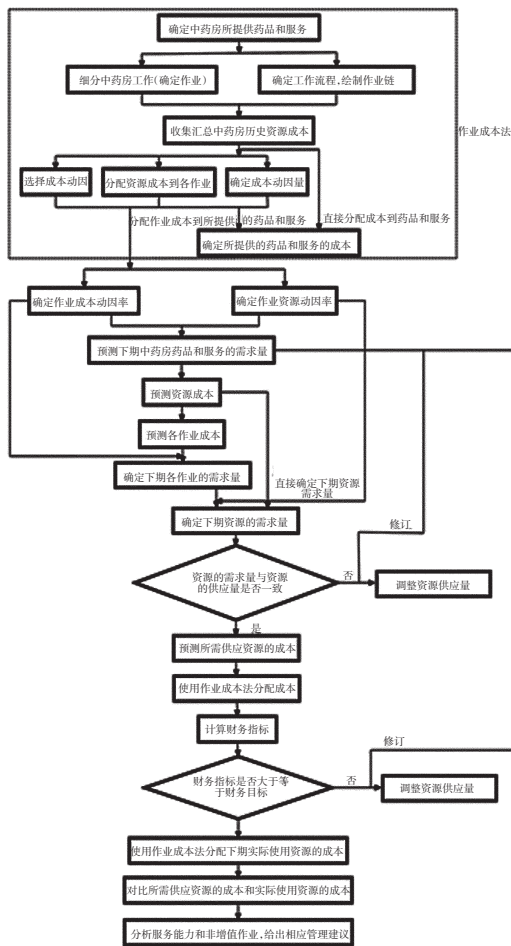 确定中药房所提供药品和服务
细分中药房工作(确定作业)
确定工作流程,绘制作业链
收集汇总中药房历史资源成本
作业成本法
选择成本动因
分配资源成本到各作业
确定成本动因量
分配作业成本到所提供的药品和服务
直接分配成本到药品和服务
确定所提供的药品和服务的成本
确定作业成本动因率
确定作业资源动因率
预测下期中药房药品和服务的需求量
预测资源成本
预测各作业成本
确定下期各作业的需求量
直接确定下期资源
需求量
确定下期资源的需求量
修订
资源的需求量与资源
的供应量是否一致
否
调整资源供应量
是
预测所需供应资源的成本
使用作业成本法分配成本
计算财务指标
修订
财务指标是否大于等
于财务目标
否
调整资源供应量
使用作业成本法分配下期实际使用资源的成本
对比所需供应资源的成本和实际使用资源的成本
分析服务能力和非增值作业,给出相应管理建议